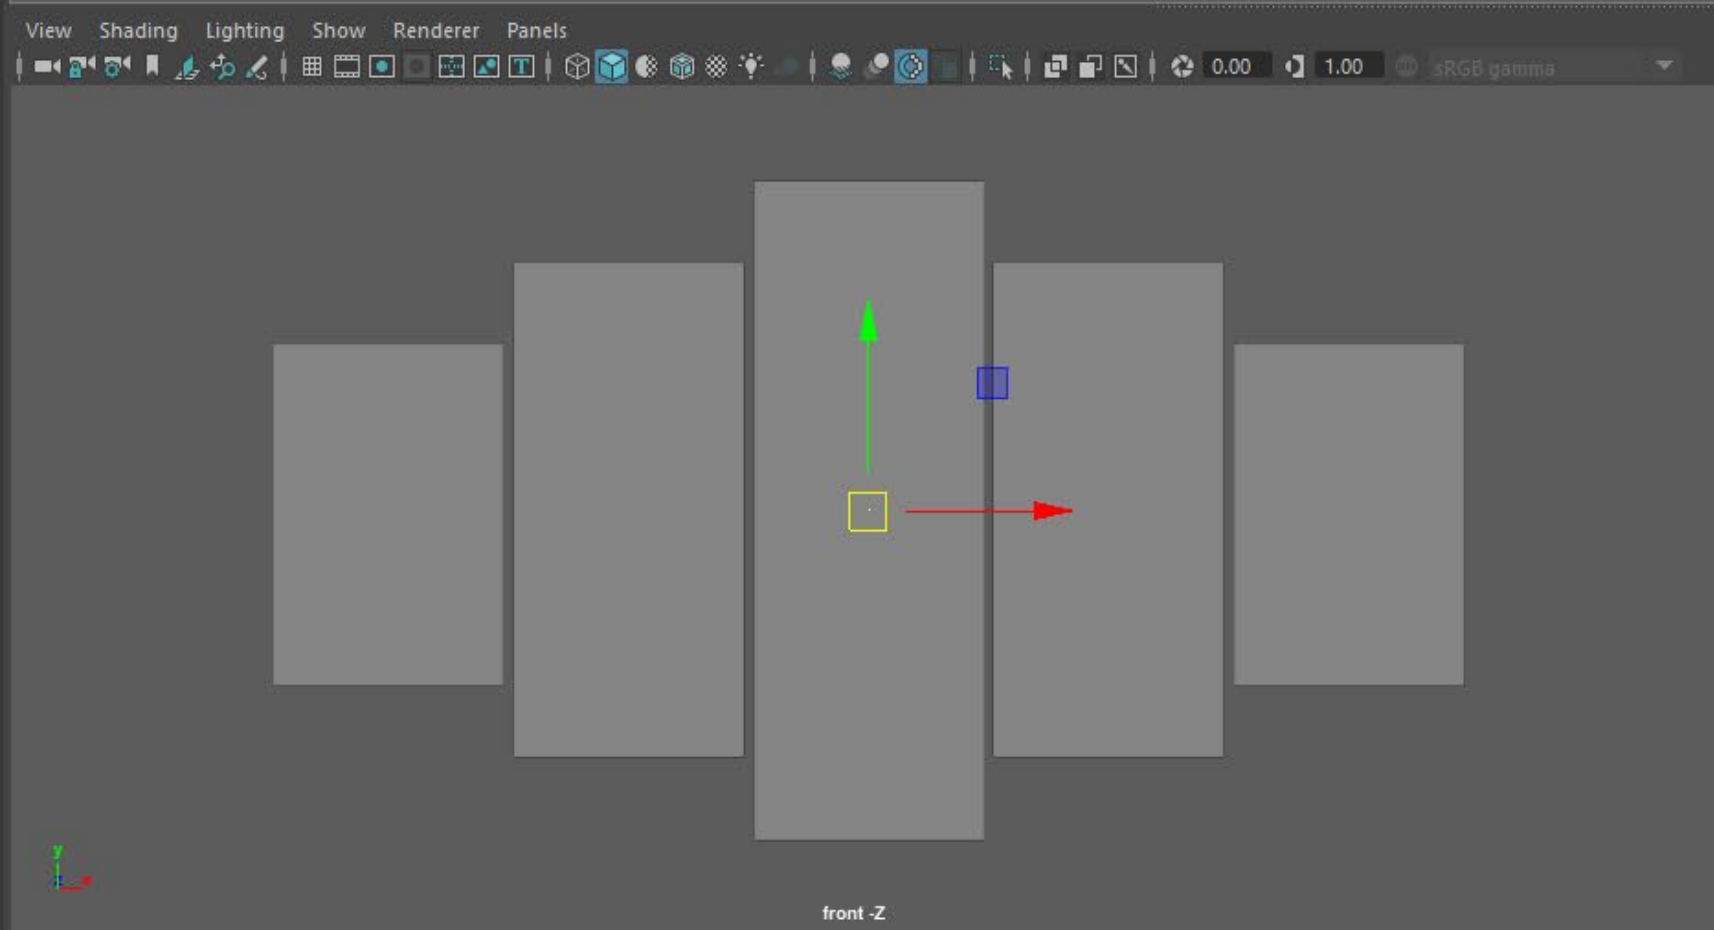 View Shading Lighting Show Renderer Panels
T 0.00 1.00 sRGB gamma
y
z x
front -Z